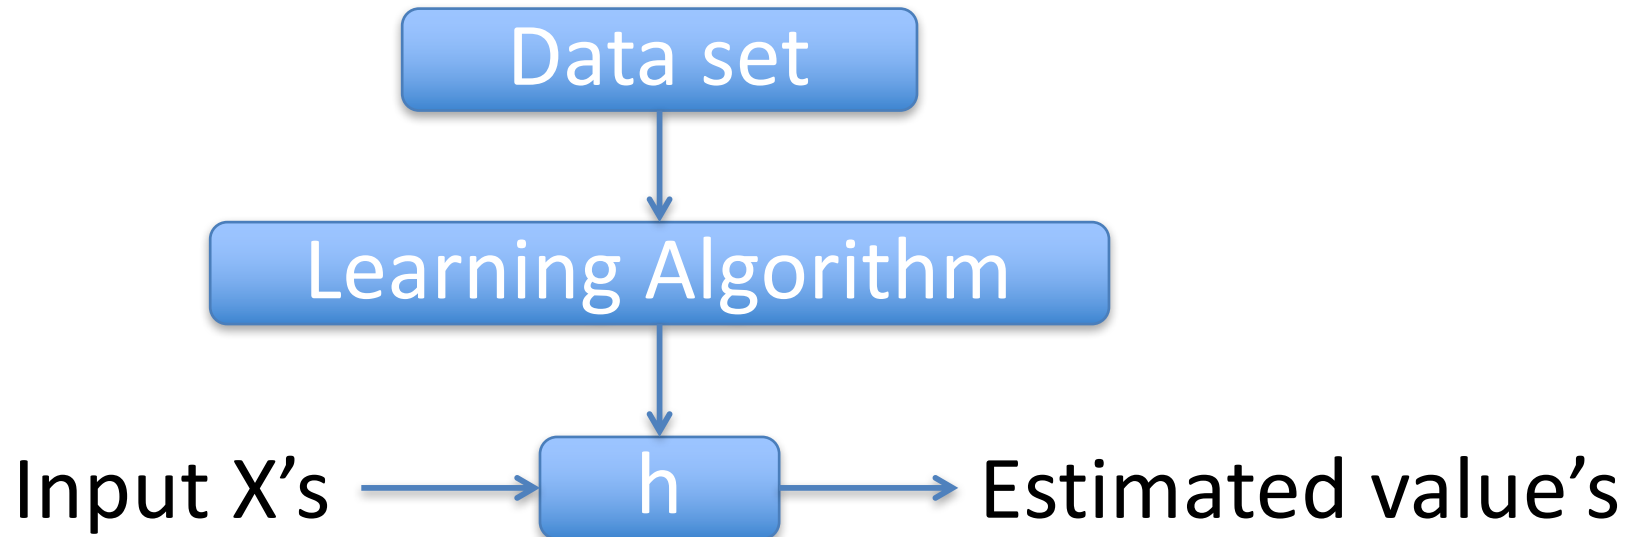 Data set
Learning Algorithm
Input X’s
h
Estimated value’s